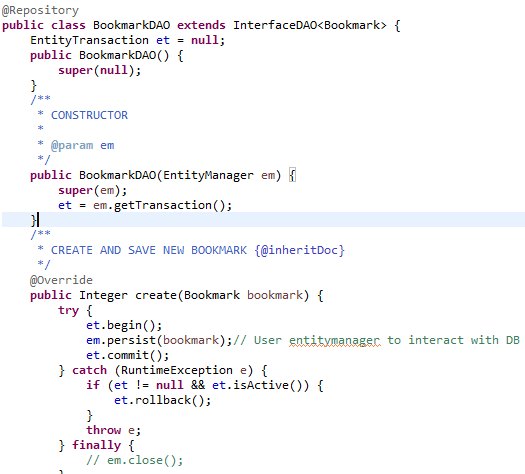 @Repository
public class BookmarkDAO extends InterfaceDAO<Bookmark> {
    EntityTransaction et = null;
    public BookmarkDAO() {
        super(null);
    }
    /**
     * CONSTRUCTOR
     *
     * @param em
     */
    public BookmarkDAO(EntityManager em) {
        super(em);
        et = em.getTransaction();
    }
    /**
     * CREATE AND SAVE NEW BOOKMARK {@inheritDoc}
     */
    @Override
    public Integer create(Bookmark bookmark) {
        try {
            et.begin();
            em.persist(bookmark);// User entitymanager to interact with DB
            et.commit();
        } catch (RuntimeException e) {
            if (et != null && et.isActive()) {
                et.rollback();
            }
            throw e;
        } finally {
            // em.close();
        }